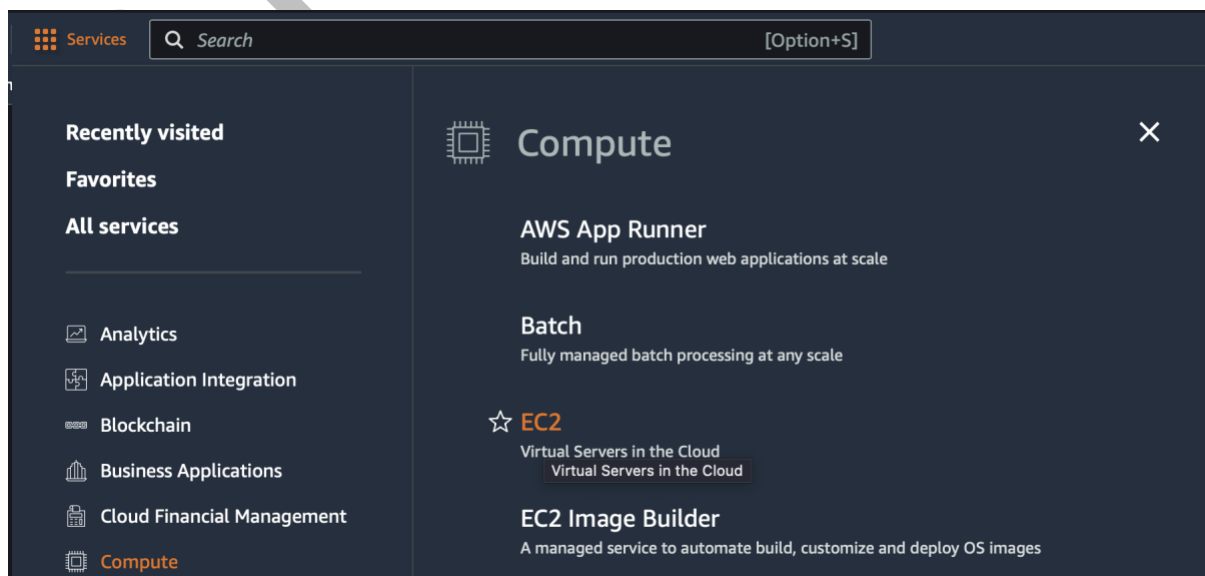 Services
Search
[Option+S]
Recently visited
Favorites
All services
Analytics
Application Integration
Blockchain
Business Applications
Cloud Financial Management
Compute
Compute
AWS App Runner
Build and run production web applications at scale
Batch
Fully managed batch processing at any scale
EC2
Virtual Servers in the Cloud
Virtual Servers in the Cloud
EC2 Image Builder
A managed service to automate build, customize and deploy OS images